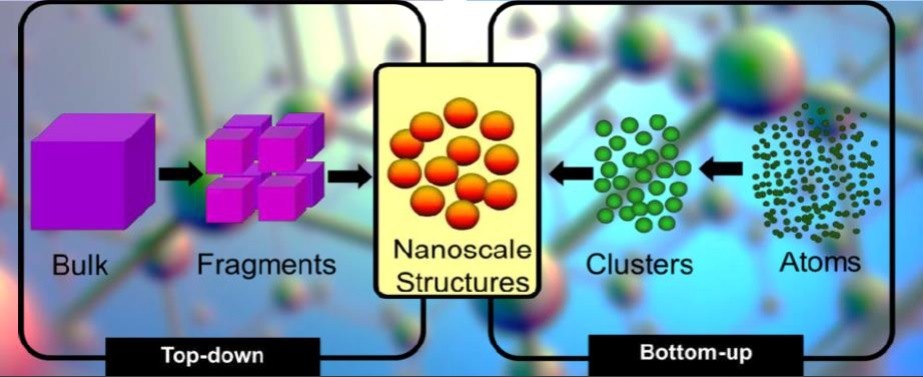 Bulk
Fragments
Nanoscale
Structures
Clusters
Atoms
Top-down
Bottom-up